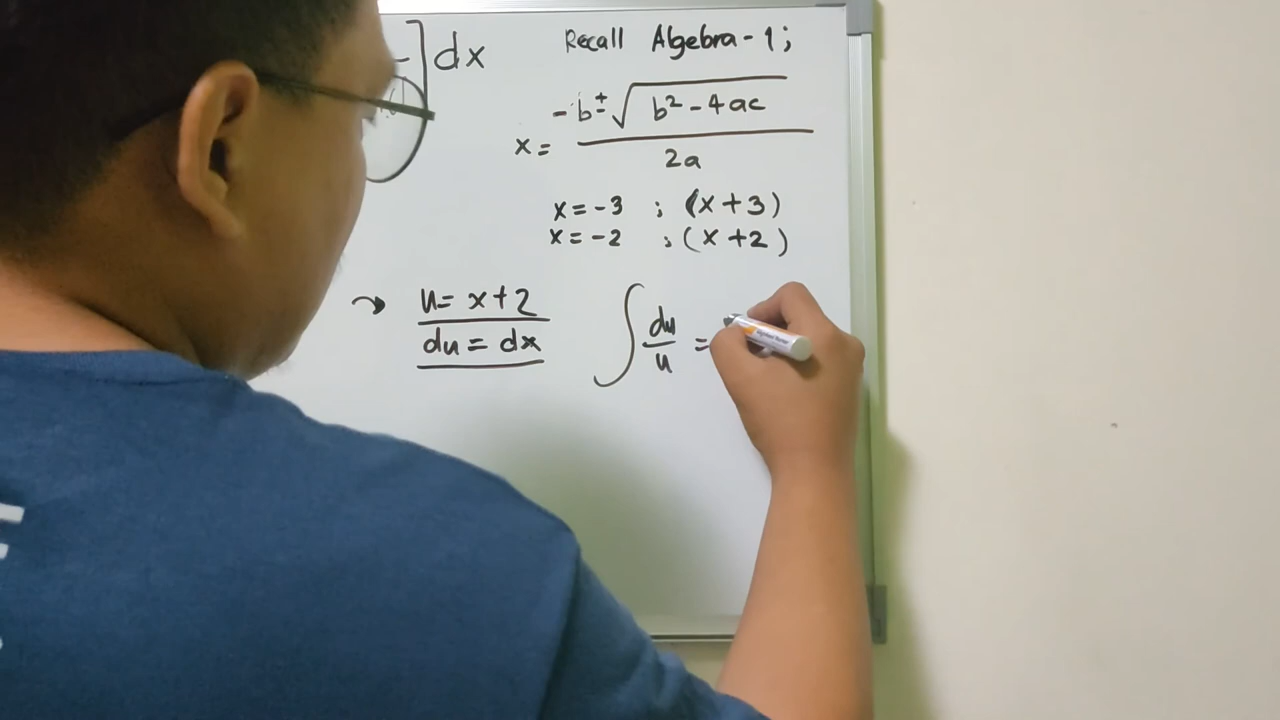 ] dx
Recall Algebra-1;
x = (-b ± √(b² - 4ac)) / 2a
x = -3 ; (x + 3)
x = -2 ; (x + 2)
→ u = x + 2
du = dx
∫ du/u =